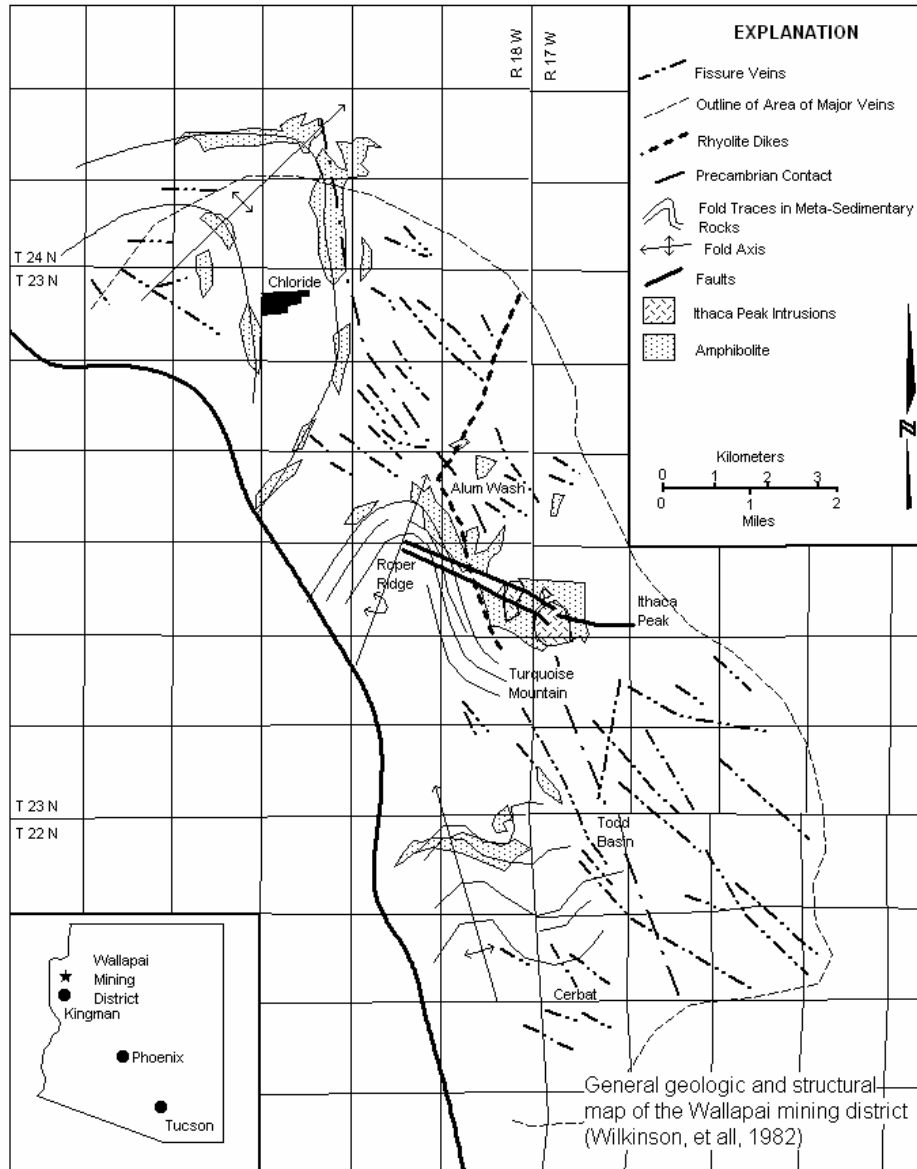 R 18 W
R 17 W
EXPLANATION
Fissure Veins
Outline of Area of Major Veins
Rhyolite Dikes
Precambrian Contact
Fold Traces in Meta-Sedimentary
Rocks
Fold Axis
Faults
Ithaca Peak Intrusions
Amphibolite
N
Kilometers
0 1 2 3
0 1 2
Miles
T 24 N
T 23 N
Chloride
Alum Wash
Roper
Ridge
Ithaca
Peak
Turquoise
Mountain
T 23 N
T 22 N
Todd
Basin
Cerbat
Wallapai
Mining
District
Kingman
Phoenix
Tucson
General geologic and structural
map of the Wallapai mining district
(Wilkinson, et all, 1982)